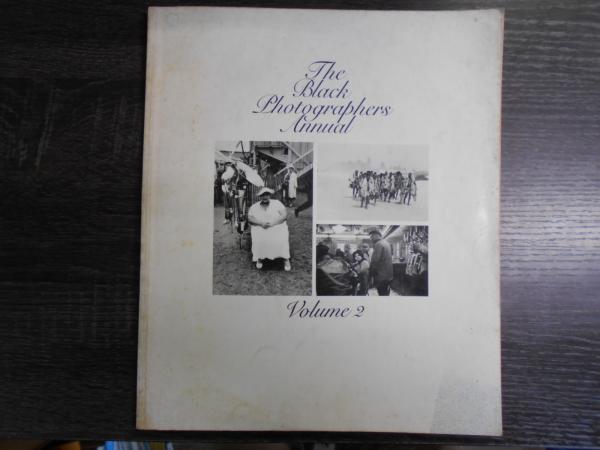 The
Black
Photographers
Annual
Volume 2